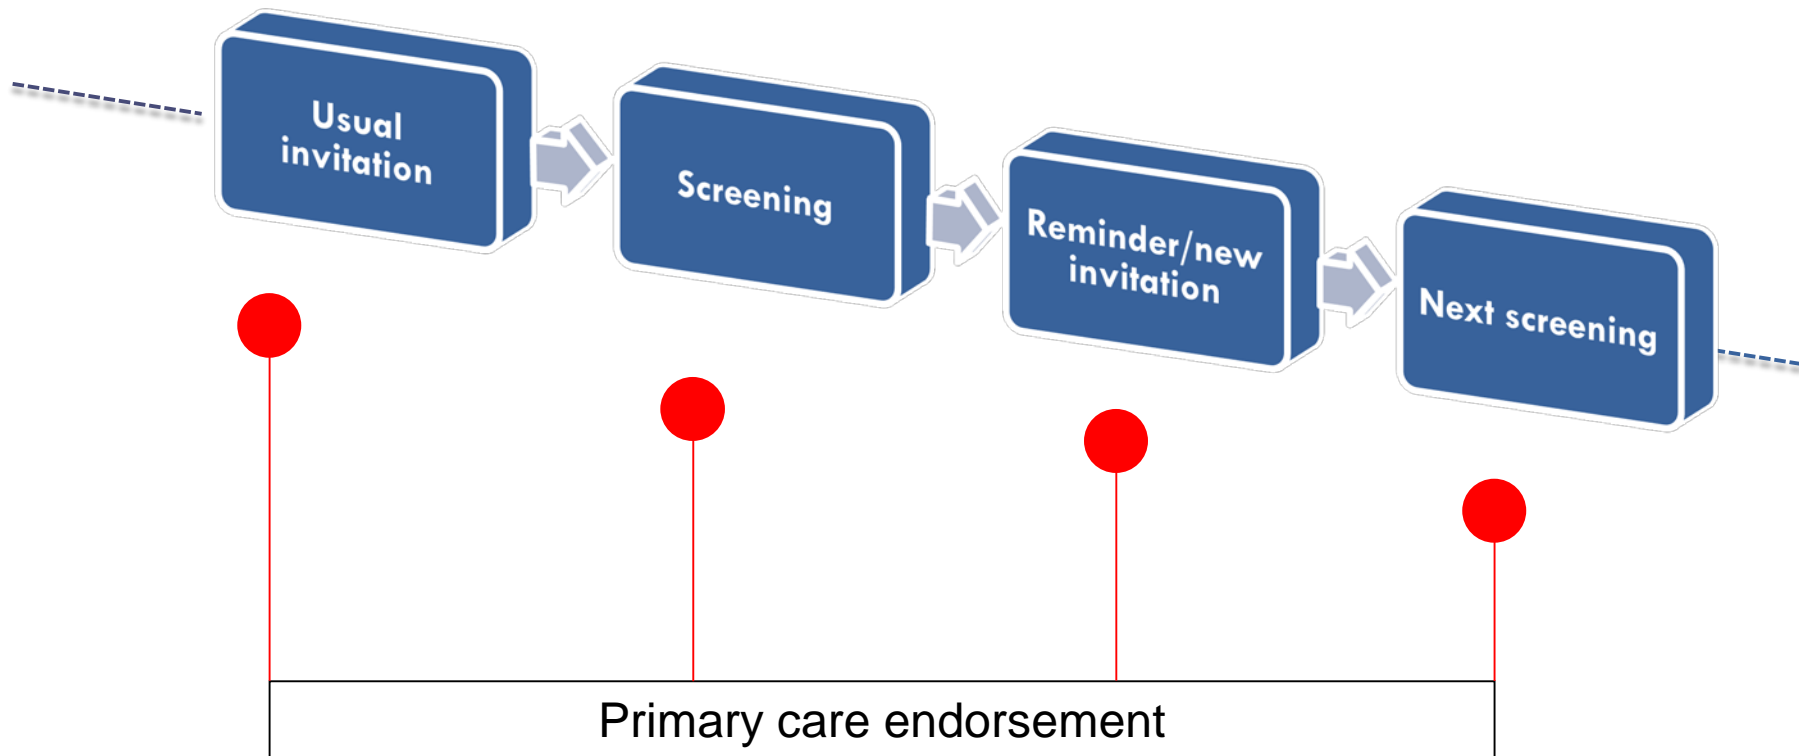 Usual
invitation
Screening
Reminder/new
invitation
Next screening
Primary care endorsement